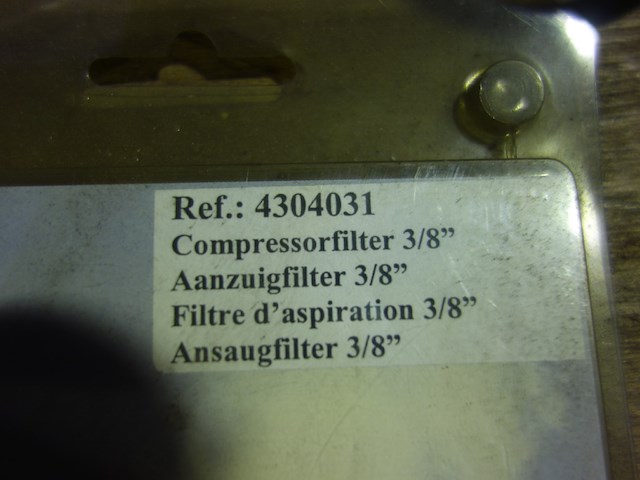 Ref.: 4304031
Compressorfilter 3/8”
Aanzuigfilter 3/8”
Filtre d’aspiration 3/8”
Ansaugfilter 3/8”